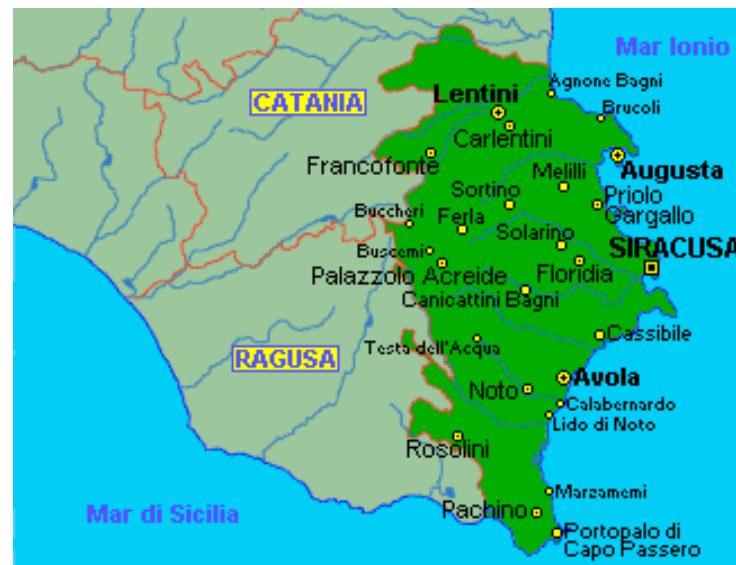 Mar Ionio
Agnone Bagni
CATANIA
Lentini
Brucoli
Carlentini
Francofonte
Melilli
Augusta
Sortino
Priolo
Gargallo
Buccheri
Ferla
Solarino
SIRACUSA
Buscemi
Palazzolo Acreide
Floridia
Canicattini Bagni
Cassibile
Testa dell'Acqua
RAGUSA
Avola
Noto
Calabernardo
Lido di Noto
Rosolini
Marzamemi
Mar di Sicilia
Pachino
Portopalo di
Capo Passero